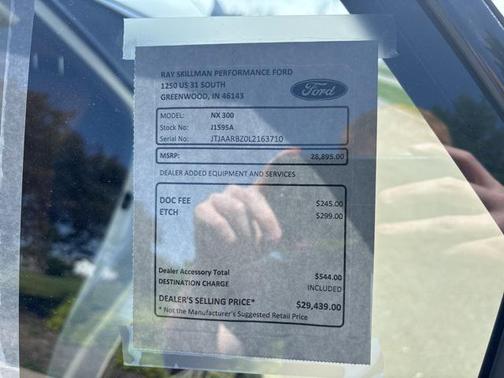 RAY SKILLMAN PERFORMANCE FORD
1250 US 31 SOUTH
GREENWOOD, IN 46143
Ford
MODEL: NX 300
Stock No: J1595A
Serial No: JTJAARBZ0L2163710
MSRP: 28,895.00
DEALER ADDED EQUIPMENT AND SERVICES
DOC FEE $245.00
ETCH $299.00
Dealer Accessory Total $544.00
DESTINATION CHARGE INCLUDED
DEALER'S SELLING PRICE* $29,439.00
* Not the Manufacturer's Suggested Retail Price